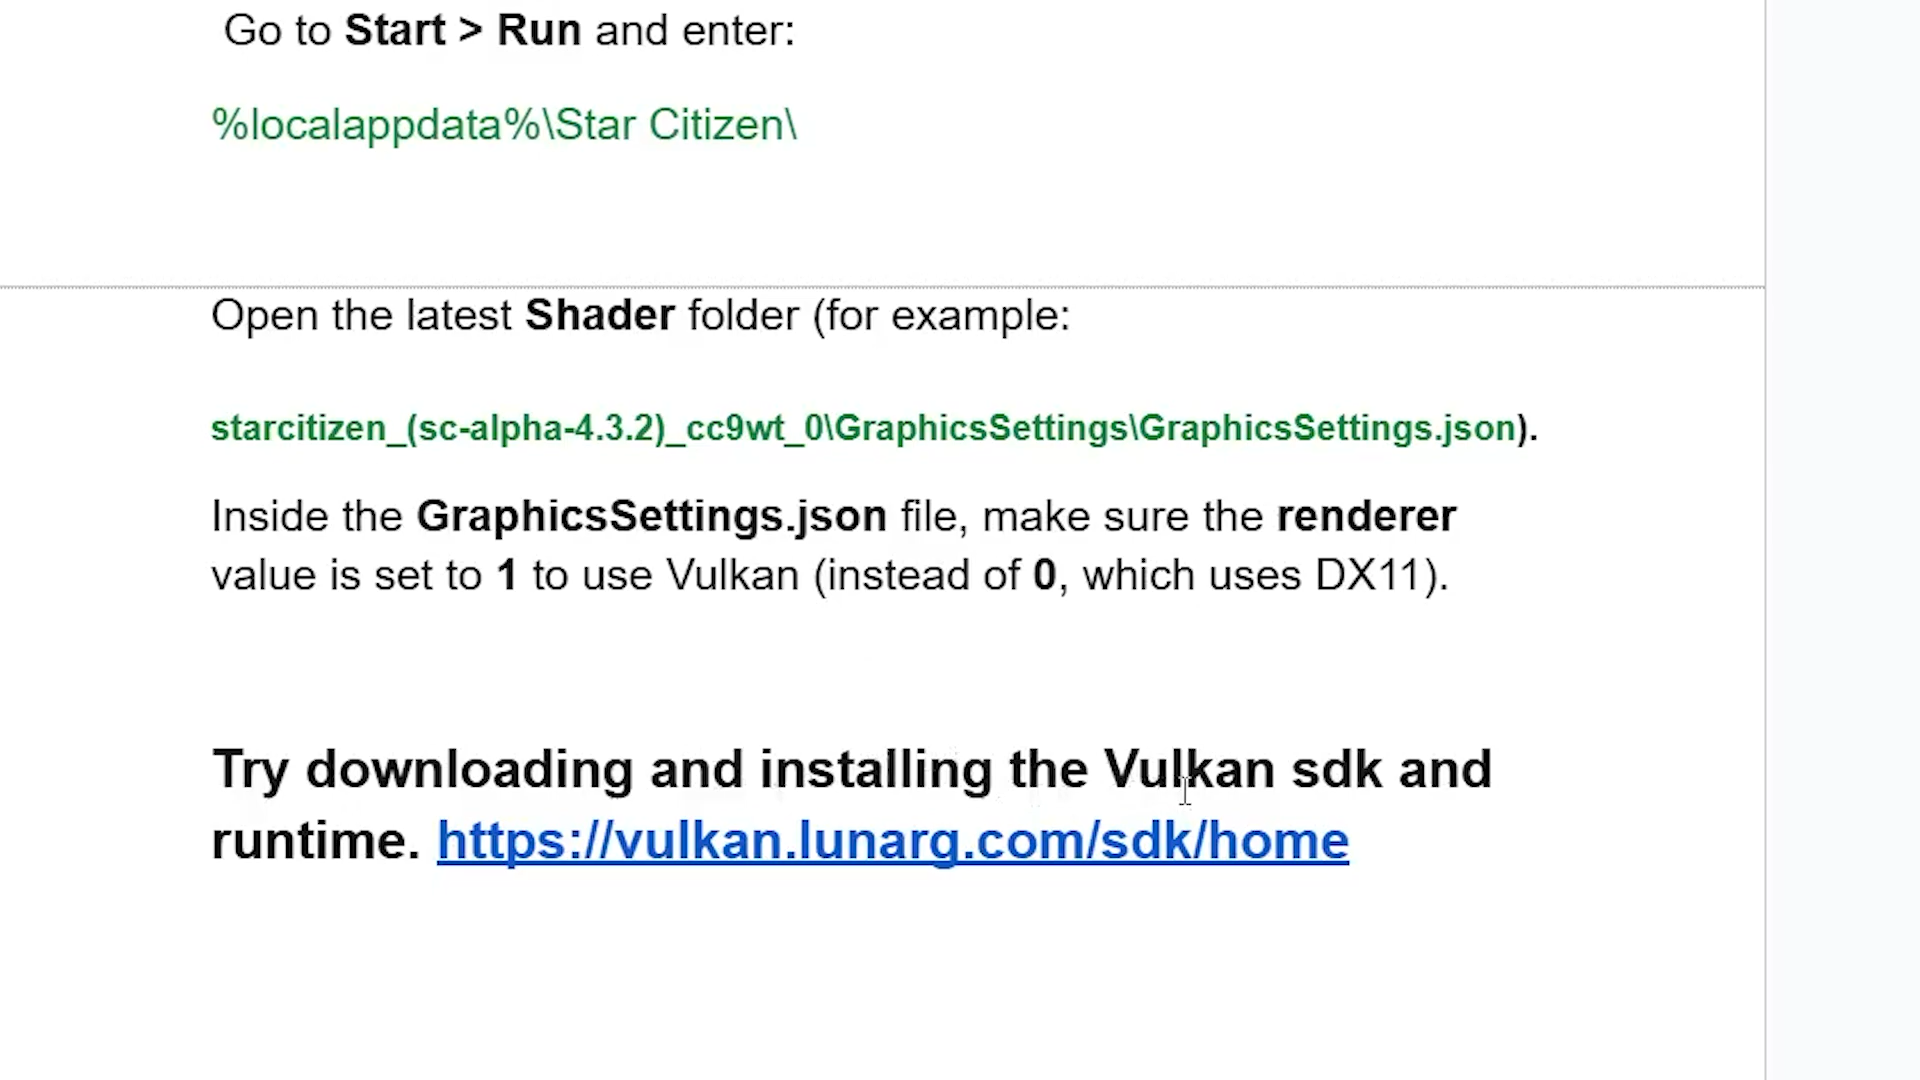 Go to Start > Run and enter:
%localappdata%\Star Citizen\
Open the latest Shader folder (for example:
starcitizen_(sc-alpha-4.3.2)_cc9wt_0\GraphicsSettings\GraphicsSettings.json).
Inside the GraphicsSettings.json file, make sure the renderer
value is set to 1 to use Vulkan (instead of 0, which uses DX11).
Try downloading and installing the Vulkan sdk and
runtime. https://vulkan.lunarg.com/sdk/home